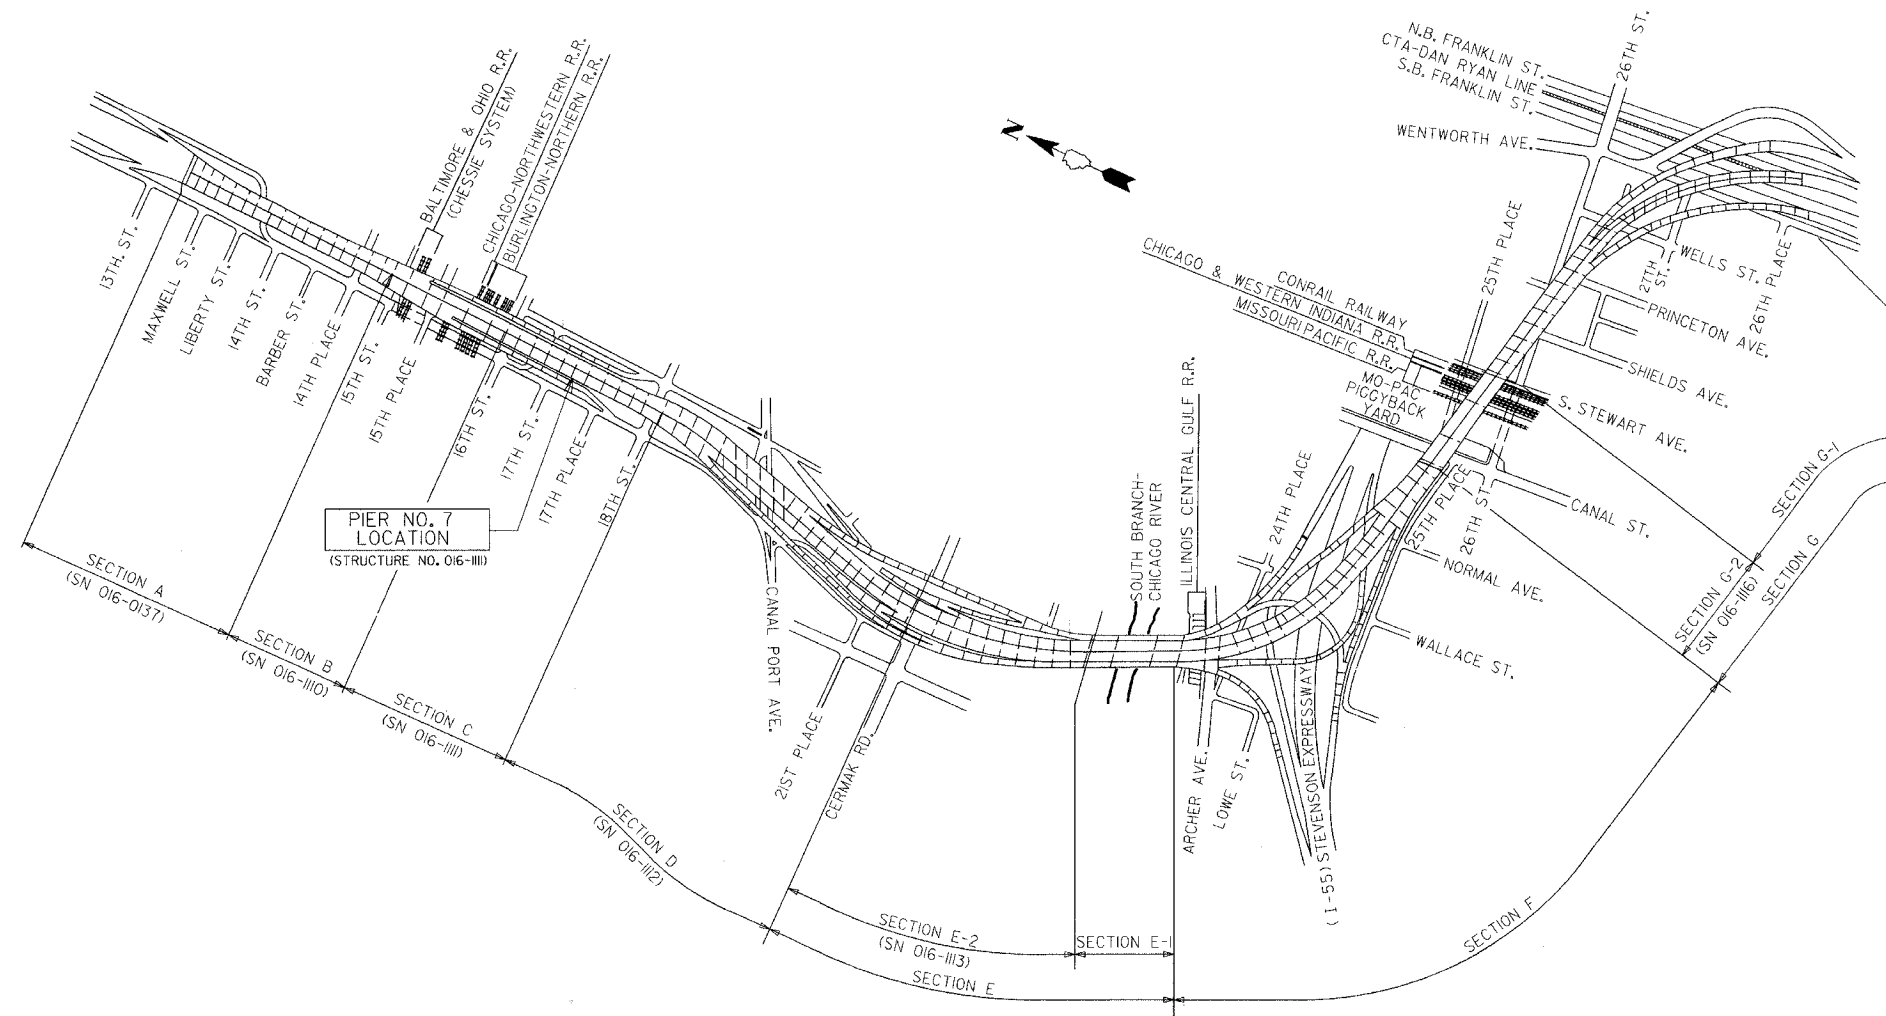 BALTIMORE & OHIO R.R.
(CHESSIE SYSTEM)
CHICAGO-NORTHWESTERN R.R.
BURLINGTON-NORTHERN R.R.
13TH. ST.
MAXWELL ST.
LIBERTY ST.
14TH ST.
BARBER ST.
14TH PLACE
15TH ST.
15TH PLACE
16TH ST.
17TH ST.
17TH PLACE
18TH ST.
PIER NO. 7
LOCATION
(STRUCTURE NO. 016-1111)
SECTION A
(SN 016-0137)
SECTION B
(SN 016-1110)
SECTION C
(SN 016-1111)
SECTION D
(SN 016-1112)
CANAL PORT AVE.
21ST PLACE
CERMAK RD.
SECTION E-2
(SN 016-1113)
SECTION E-1
SECTION E
N
SOUTH BRANCH-
CHICAGO RIVER
ILLINOIS CENTRAL GULF R.R.
ARCHER AVE.
LOWE ST.
(I-55) STEVENSON EXPRESSWAY
24TH PLACE
N.B. FRANKLIN ST.
CTA-DAN RYAN LINE
S.B. FRANKLIN ST.
26TH ST.
WENTWORTH AVE.
25TH PLACE
CONRAIL RAILWAY
CHICAGO &
WESTERN INDIANA R.R.
MISSOURI PACIFIC R.R.
MO-PAC
PIGGYBACK
YARD
27TH
ST.
WELLS ST.
26TH PLACE
PRINCETON AVE.
SHIELDS AVE.
S. STEWART AVE.
CANAL ST.
25TH PLACE
26TH ST.
NORMAL AVE.
WALLACE ST.
SECTION G-1
SECTION G
SECTION G-2
(SN 016-1116)
SECTION F